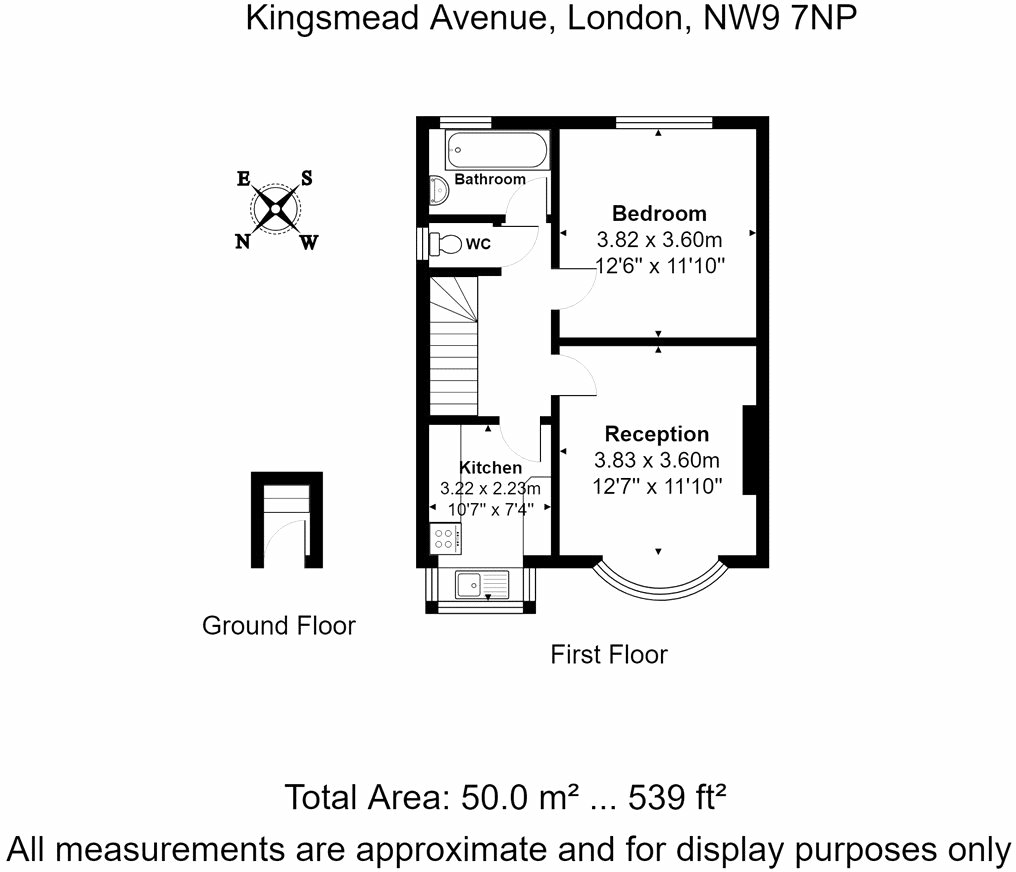 Kingsmead Avenue, London, NW9 7NP
E S
N W
Bathroom
WC
Bedroom
3.82 x 3.60m
12'6" x 11'10"
Reception
3.83 x 3.60m
12'7" x 11'10"
Kitchen
3.22 x 2.23m
10'7" x 7'4"
Ground Floor
First Floor
Total Area: 50.0 m² ... 539 ft²
All measurements are approximate and for display purposes only